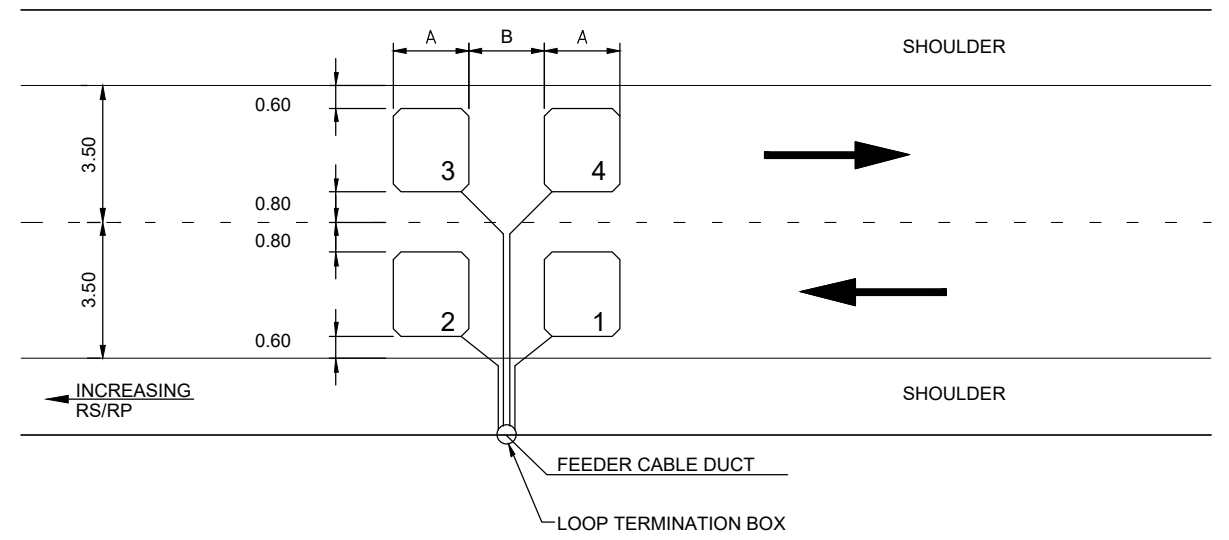 A B A
SHOULDER
0.60
3.50
3 4
0.80
0.80
3.50
2 1
0.60
INCREASING
RS/RP
SHOULDER
FEEDER CABLE DUCT
LOOP TERMINATION BOX